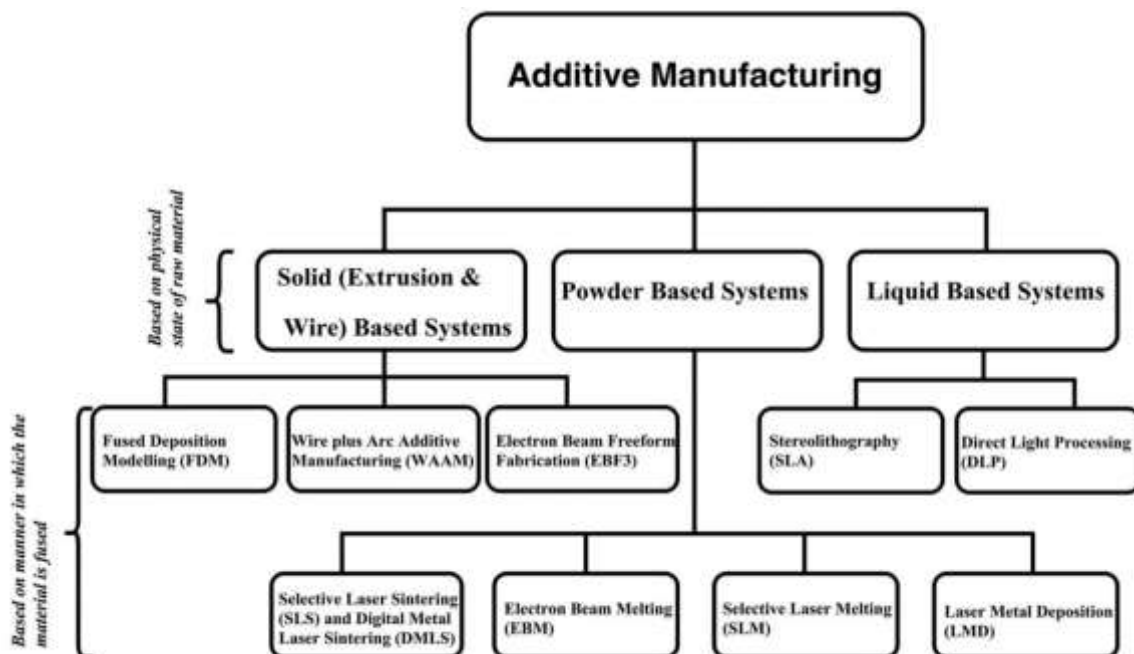 Additive Manufacturing
Based on physical
state of raw material
Solid (Extrusion &
Wire) Based Systems
Powder Based Systems
Liquid Based Systems
Based on manner in which the
material is fused
Fused Deposition
Modelling (FDM)
Wire plus Arc Additive
Manufacturing (WAAM)
Electron Beam Freeform
Fabrication (EBF3)
Stereolithography
(SLA)
Direct Light Processing
(DLP)
Selective Laser Sintering
(SLS) and Digital Metal
Laser Sintering (DMLS)
Electron Beam Melting
(EBM)
Selective Laser Melting
(SLM)
Laser Metal Deposition
(LMD)